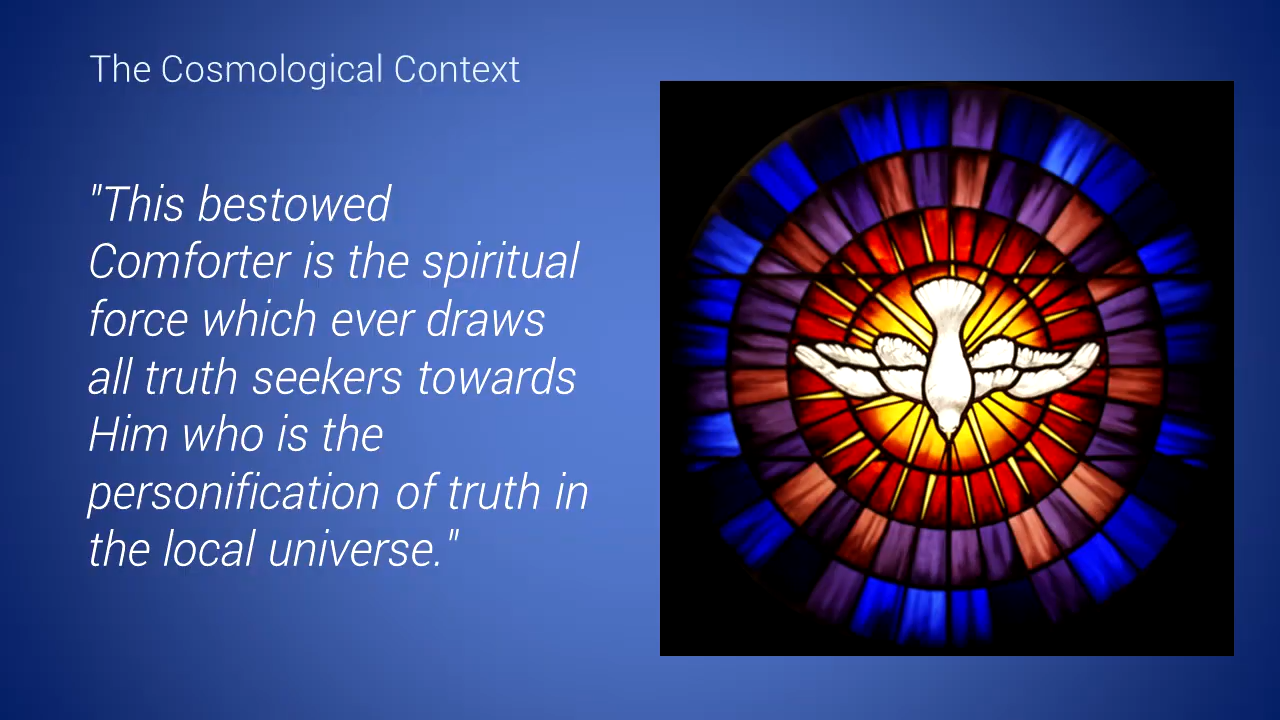 The Cosmological Context
"This bestowed
Comforter is the spiritual
force which ever draws
all truth seekers towards
Him who is the
personification of truth in
the local universe."